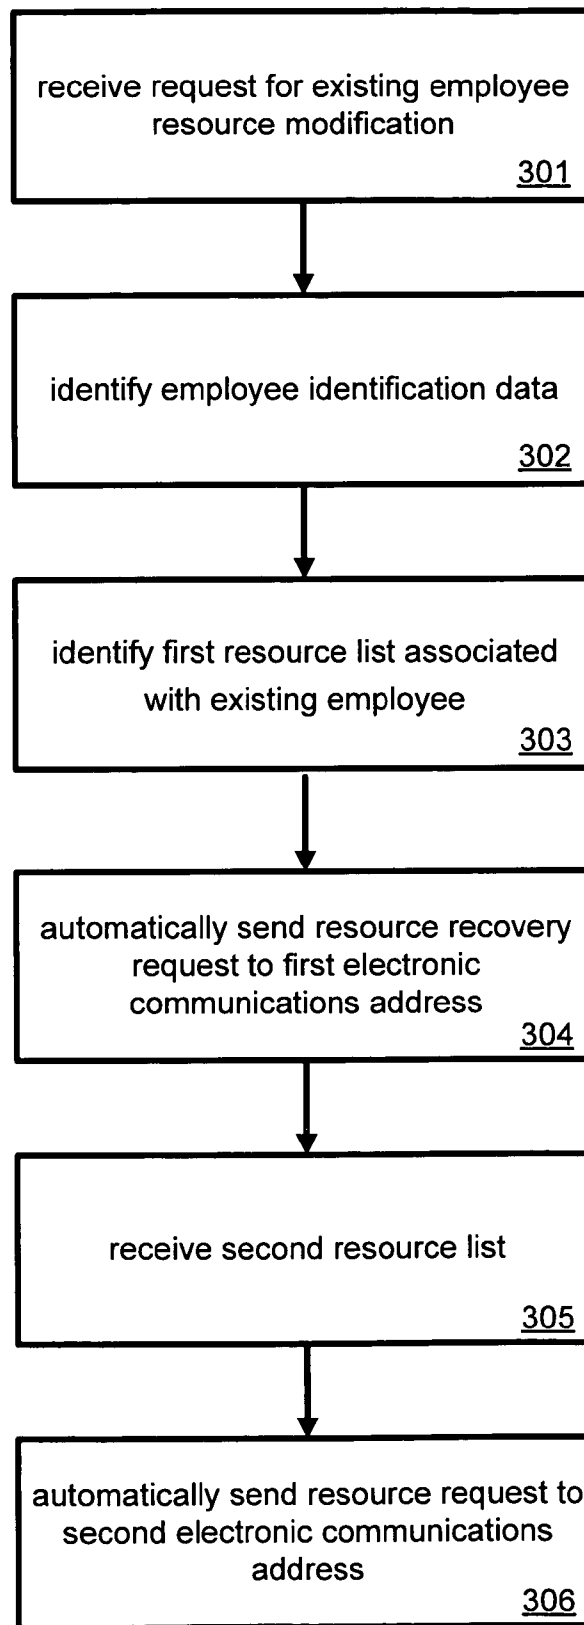 receive request for existing employee
resource modification
301
identify employee identification data
302
identify first resource list associated
with existing employee
303
automatically send resource recovery
request to first electronic
communications address
304
receive second resource list
305
automatically send resource request to
second electronic communications
address
306